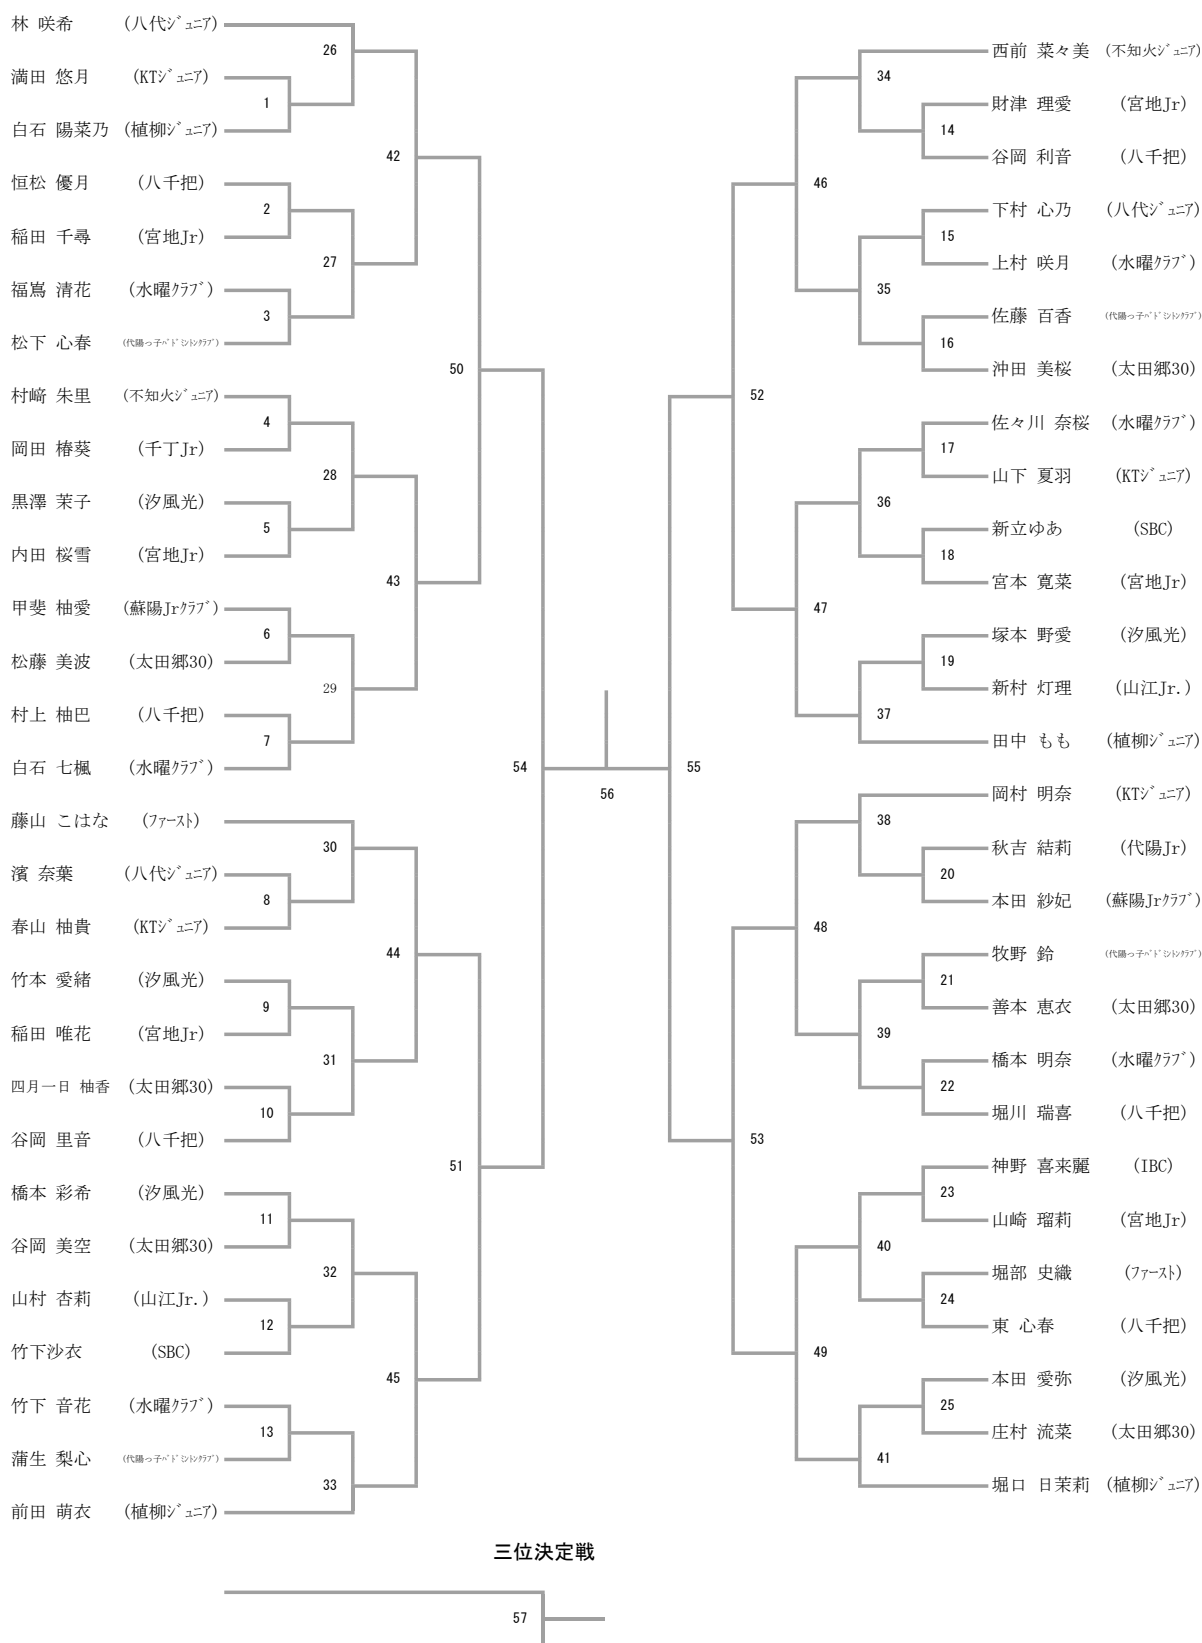 林 咲希 (八代ｼﾞｭﾆｱ)
26
満田 悠月 (KTｼﾞｭﾆｱ)
1
白石 陽菜乃 (植柳ｼﾞｭﾆｱ)
42
恒松 優月 (八千把)
2
稲田 千尋 (宮地Jr)
27
福嶌 清花 (水曜ｸﾗﾌﾞ)
3
松下 心春 (代陽っ子ﾊﾞﾄﾞﾐﾝﾄﾝｸﾗﾌﾞ)
50
村﨑 朱里 (不知火ｼﾞｭﾆｱ)
4
岡田 椿葵 (千丁Jr)
28
黒澤 茉子 (汐風光)
5
内田 桜雪 (宮地Jr)
43
甲斐 柚愛 (蘇陽Jrｸﾗﾌﾞ)
6
松藤 美波 (太田郷30)
29
村上 柚巴 (八千把)
7
白石 七楓 (水曜ｸﾗﾌﾞ)
54
藤山 こはな (ﾌｧｰｽﾄ)
30
濱 奈葉 (八代ｼﾞｭﾆｱ)
8
春山 柚貴 (KTｼﾞｭﾆｱ)
44
竹本 愛緒 (汐風光)
9
稲田 唯花 (宮地Jr)
31
四月一日 柚香 (太田郷30)
10
谷岡 里音 (八千把)
51
橋本 彩希 (汐風光)
11
谷岡 美空 (太田郷30)
32
山村 杏莉 (山江Jr.)
12
竹下沙衣 (SBC)
45
竹下 音花 (水曜ｸﾗﾌﾞ)
13
蒲生 梨心 (代陽っ子ﾊﾞﾄﾞﾐﾝﾄﾝｸﾗﾌﾞ)
33
前田 萌衣 (植柳ｼﾞｭﾆｱ)
56
西前 菜々美 (不知火ｼﾞｭﾆｱ)
34
財津 理愛 (宮地Jr)
14
谷岡 利音 (八千把)
46
下村 心乃 (八代ｼﾞｭﾆｱ)
15
上村 咲月 (水曜ｸﾗﾌﾞ)
35
佐藤 百香 (代陽っ子ﾊﾞﾄﾞﾐﾝﾄﾝｸﾗﾌﾞ)
16
沖田 美桜 (太田郷30)
52
佐々川 奈桜 (水曜ｸﾗﾌﾞ)
17
山下 夏羽 (KTｼﾞｭﾆｱ)
36
新立ゆあ (SBC)
18
宮本 寛菜 (宮地Jr)
47
塚本 野愛 (汐風光)
19
新村 灯理 (山江Jr.)
37
田中 もも (植柳ｼﾞｭﾆｱ)
55
岡村 明奈 (KTｼﾞｭﾆｱ)
38
秋吉 結莉 (代陽Jr)
20
本田 紗妃 (蘇陽Jrｸﾗﾌﾞ)
48
牧野 鈴 (代陽っ子ﾊﾞﾄﾞﾐﾝﾄﾝｸﾗﾌﾞ)
21
善本 恵衣 (太田郷30)
39
橋本 明奈 (水曜ｸﾗﾌﾞ)
22
堀川 瑞喜 (八千把)
53
神野 喜来麗 (IBC)
23
山崎 瑠莉 (宮地Jr)
40
堀部 史織 (ﾌｧｰｽﾄ)
24
東 心春 (八千把)
49
本田 愛弥 (汐風光)
25
庄村 流菜 (太田郷30)
41
堀口 日茉莉 (植柳ｼﾞｭﾆｱ)
三位決定戦
57